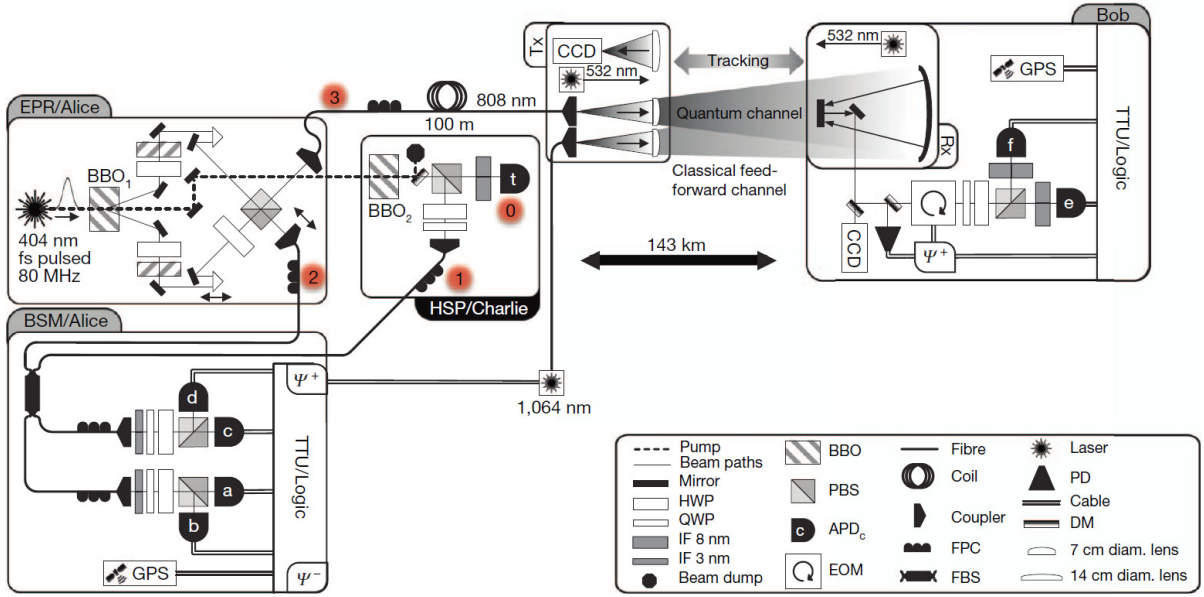 Bob
Tx
CCD
532 nm
Tracking
532 nm
GPS
TTU/Logic
3
808 nm
100 m
Quantum channel
Rx
Classical feed-
forward channel
f
e
CCD
Ψ+
143 km
EPR/Alice
BBO1
404 nm
fs pulsed
80 MHz
2
BBO2
t
0
1
HSP/Charlie
BSM/Alice
Ψ+
d
c
a
b
TTU/Logic
GPS
Ψ−
1,064 nm
Pump
Beam paths
Mirror
HWP
QWP
IF 8 nm
IF 3 nm
Beam dump
BBO
PBS
c
APDc
EOM
Fibre
Coil
Coupler
FPC
FBS
Laser
PD
Cable
DM
7 cm diam. lens
14 cm diam. lens